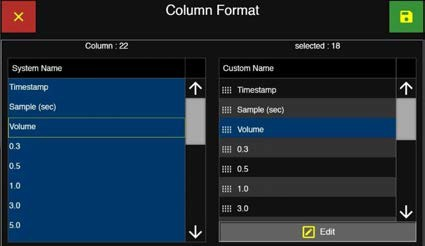 Column Format
Column : 22
selected : 18
System Name
Timestamp
Sample (sec)
Volume
0.3
0.5
1.0
3.0
5.0
Custom Name
Timestamp
Sample (sec)
Volume
0.3
0.5
1.0
3.0
Edit